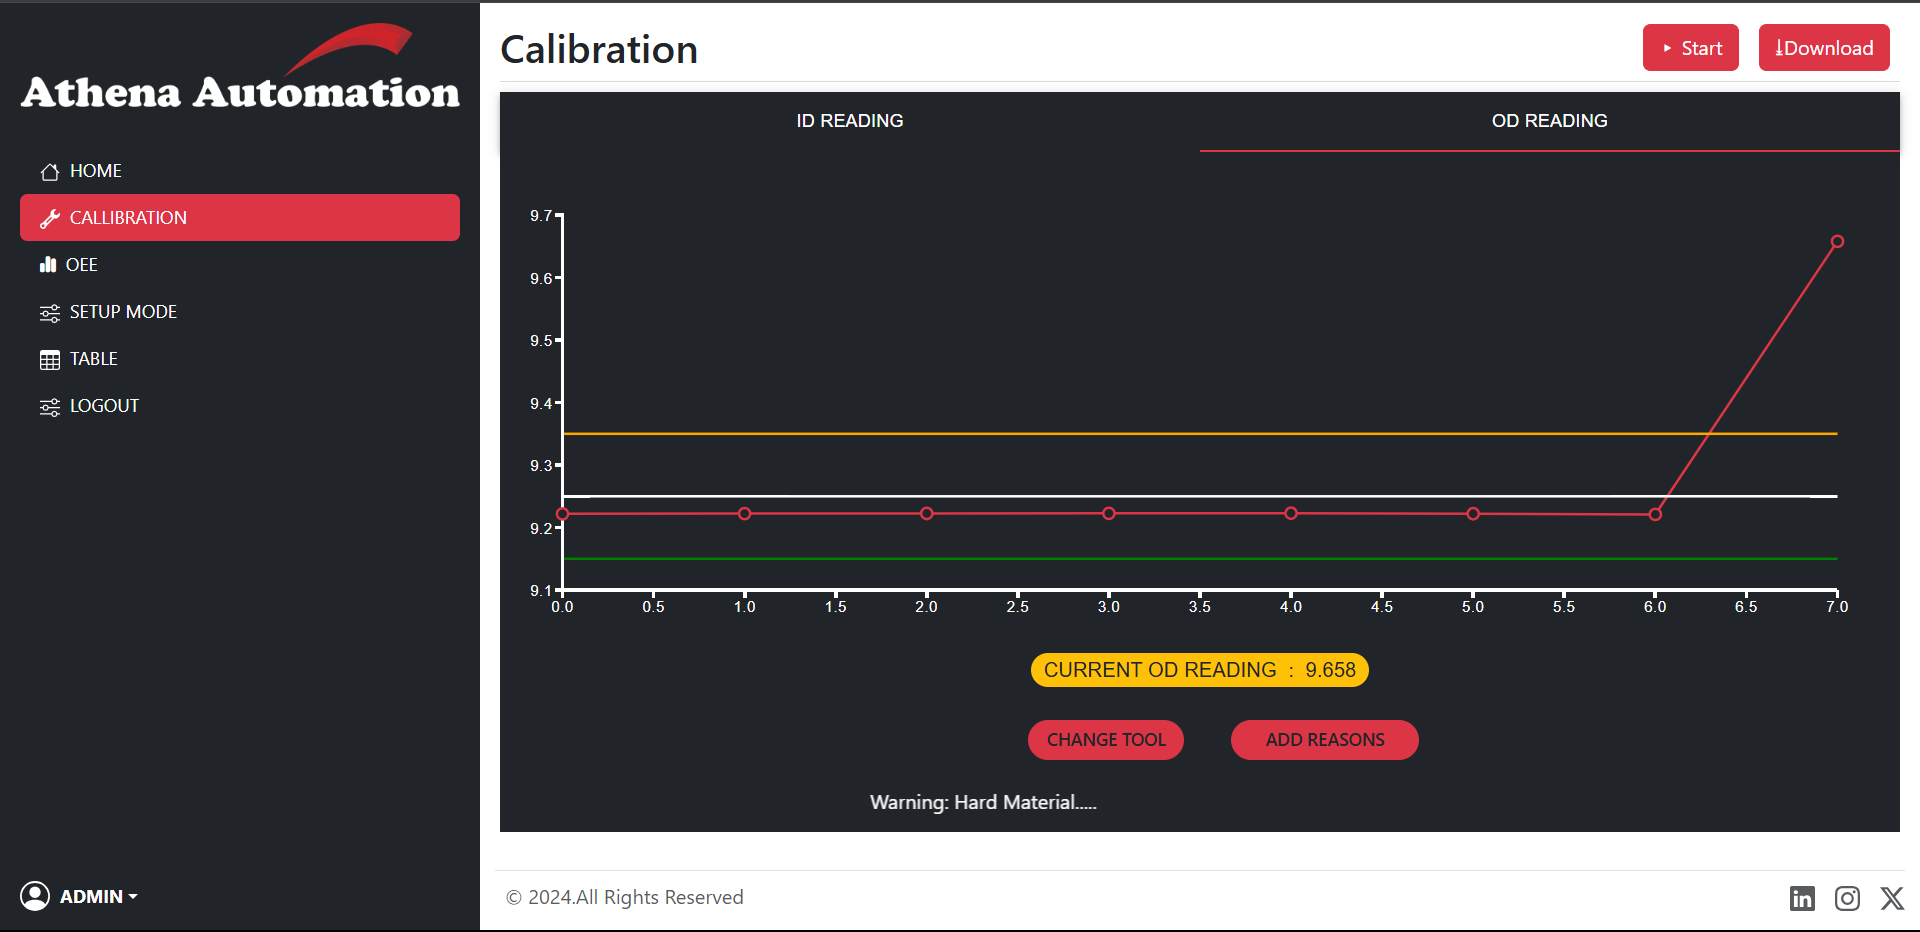 Athena Automation
HOME
CALLIBRATION
OEE
SETUP MODE
TABLE
LOGOUT
ADMIN
Calibration
Start
Download
ID READING
OD READING
9.7
9.6
9.5
9.4
9.3
9.2
9.1
0.0 0.5 1.0 1.5 2.0 2.5 3.0 3.5 4.0 4.5 5.0 5.5 6.0 6.5 7.0
CURRENT OD READING : 9.658
CHANGE TOOL
ADD REASONS
Warning: Hard Material.....
© 2024.All Rights Reserved